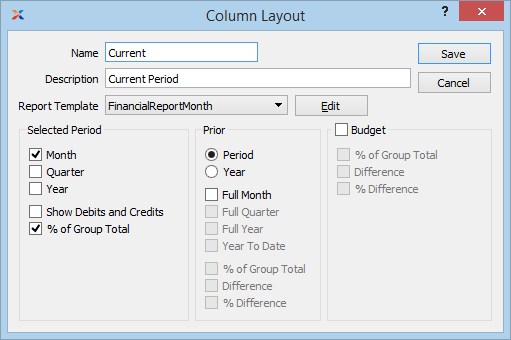 Column Layout
?
Name Current Save
Description Current Period Cancel
Report Template FinancialReportMonth Edit
Selected Period
Month
Quarter
Year
Show Debits and Credits
% of Group Total
Prior
Period
Year
Full Month
Full Quarter
Full Year
Year To Date
% of Group Total
Difference
% Difference
Budget
% of Group Total
Difference
% Difference